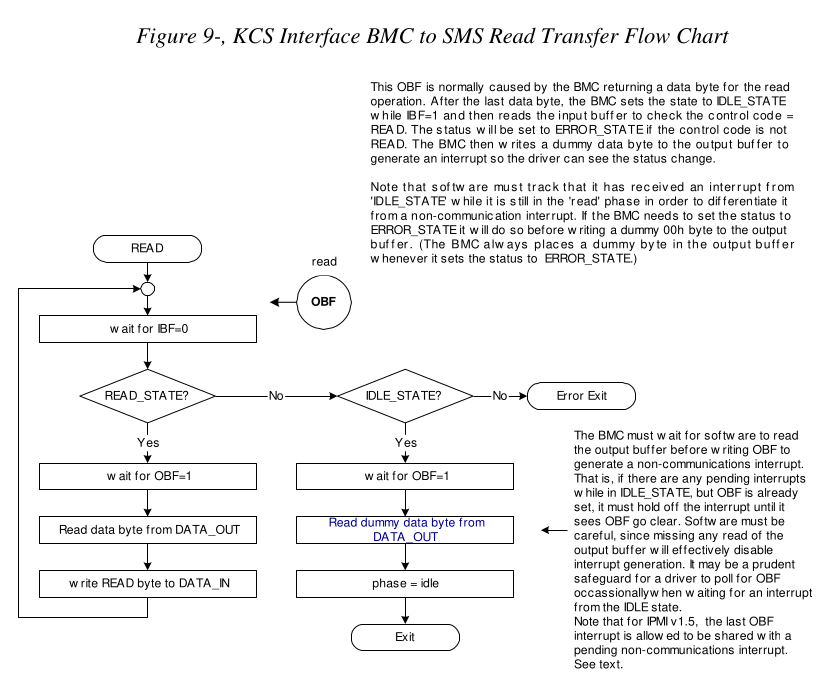 Figure 9-, KCS Interface BMC to SMS Read Transfer Flow Chart
This OBF is normally caused by the BMC returning a data byte for the read
operation. After the last data byte, the BMC sets the state to IDLE_STATE
while IBF=1 and then reads the input buffer to check the control code =
READ. The status will be set to ERROR_STATE if the control code is not
READ. The BMC then writes a dummy data byte to the output buffer to
generate an interrupt so the driver can see the status change.
Note that software must track that it has received an interrupt from
'IDLE_STATE' while it is still in the 'read' phase in order to differentiate it
from a non-communication interrupt. If the BMC needs to set the status to
ERROR_STATE it will do so before writing a dummy 00h byte to the output
buffer. (The BMC always places a dummy byte in the output buffer
whenever it sets the status to ERROR_STATE.)
READ
read
OBF
wait for IBF=0
READ_STATE?
No
IDLE_STATE?
No
Error Exit
Yes
Yes
wait for OBF=1
wait for OBF=1
Read data byte from DATA_OUT
Read dummy data byte from
DATA_OUT
write READ byte to DATA_IN
phase = idle
Exit
The BMC must wait for software to read
the output buffer before writing OBF to
generate a non-communications interrupt.
That is, if there are any pending interrupts
while in IDLE_STATE, but OBF is already
set, it must hold off the interrupt until it
sees OBF go clear. Software must be
careful, since missing any read of the
output buffer will effectively disable
interrupt generation. It may be a prudent
safeguard for a driver to poll for OBF
occassionally when waiting for an interrupt
from the IDLE state.
Note that for IPMI v1.5, the last OBF
interrupt is allowed to be shared with a
pending non-communications interrupt.
See text.